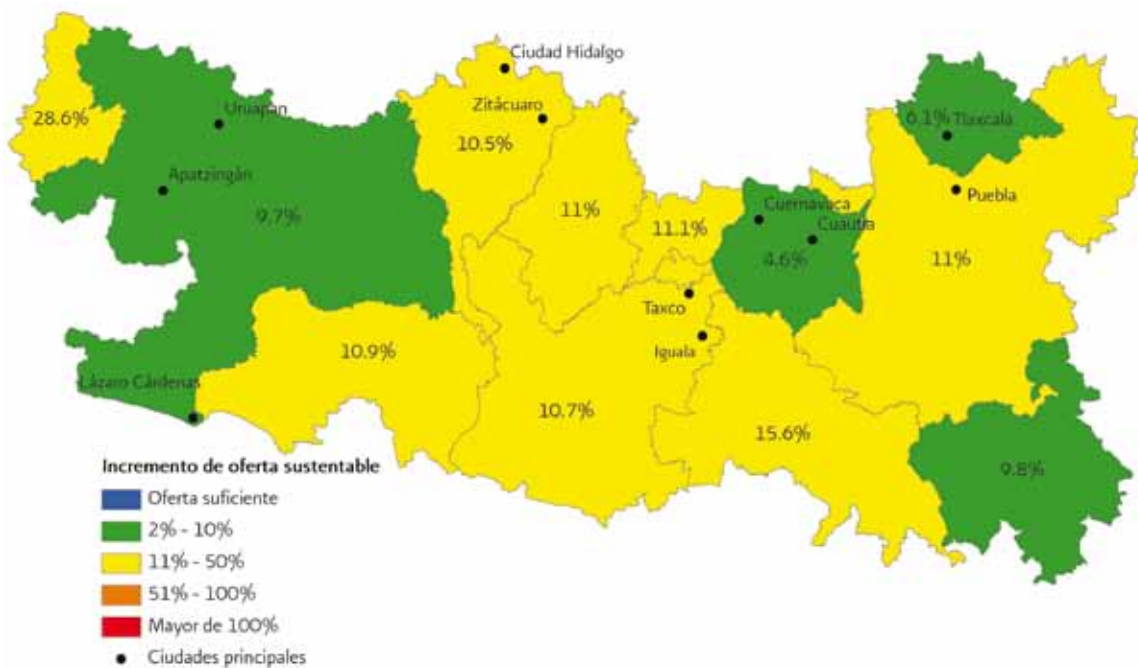 Ciudad Hidalgo
Uruapan
Zitácuaro
6.1%
Tlaxcala
28.6%
10.5%
Apatzingán
Puebla
9.7%
11%
11.1%
Cuernavaca
Cuautla
4.6%
11%
Taxco
Iguala
10.9%
Lázaro Cárdenas
10.7%
15.6%
9.8%
Incremento de oferta sustentable
Oferta suficiente
2% - 10%
11% - 50%
51% - 100%
Mayor de 100%
Ciudades principales